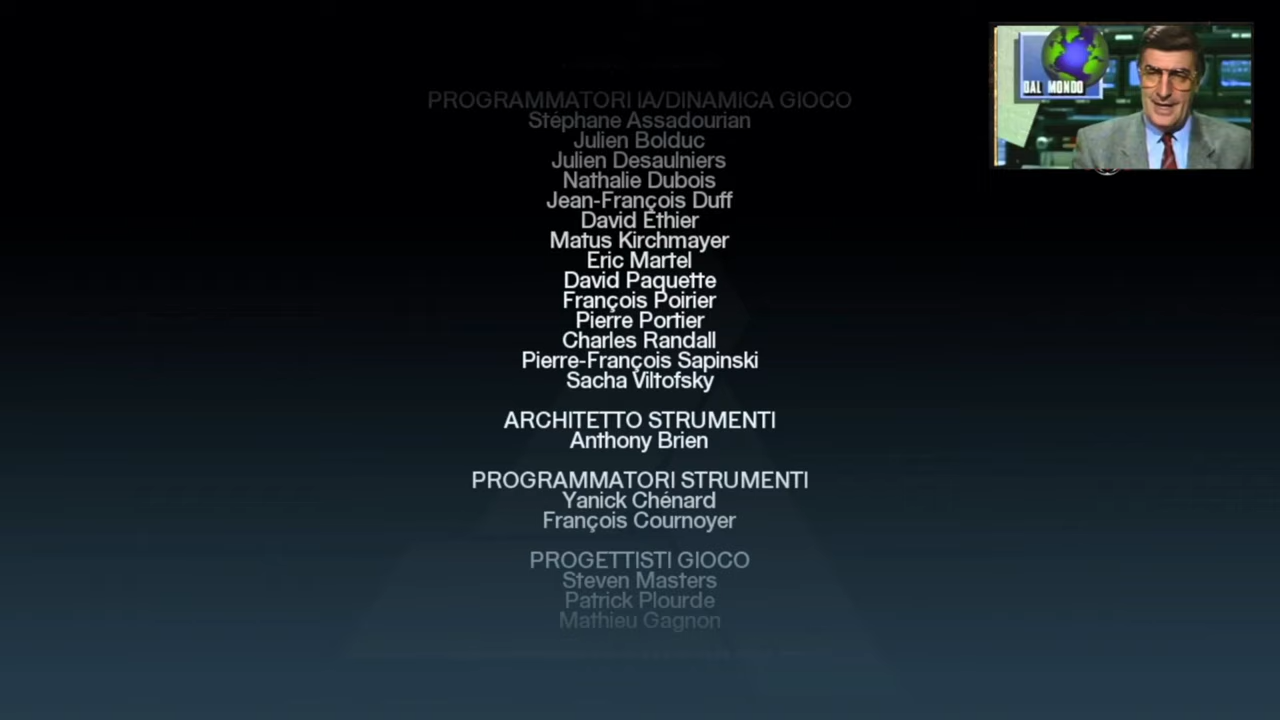 PROGRAMMATORI IA/DINAMICA GIOCO
Stéphane Assadourian
Julien Bolduc
Julien Desaulniers
Nathalie Dubois
Jean-François Duff
David Ethier
Matus Kirchmayer
Eric Martel
David Paquette
François Poirier
Pierre Portier
Charles Randall
Pierre-François Sapinski
Sacha Viltofsky
ARCHITETTO STRUMENTI
Anthony Brien
PROGRAMMATORI STRUMENTI
Yanick Chénard
François Cournoyer
PROGETTISTI GIOCO
Steven Masters
Patrick Plourde
Mathieu Gagnon
DAL MONDO